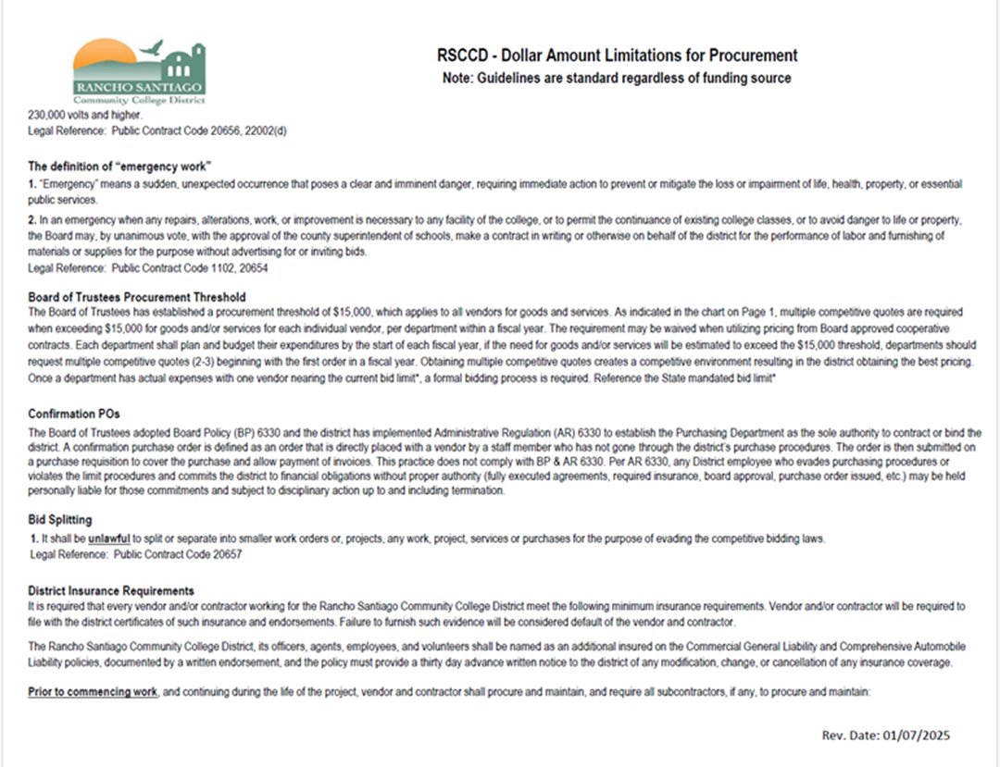 RANCHO SANTIAGO
Community College District
RSCCD - Dollar Amount Limitations for Procurement
Note: Guidelines are standard regardless of funding source
230,000 volts and higher.
Legal Reference: Public Contract Code 20656, 22002(d)
The definition of “emergency work”
1. “Emergency” means a sudden, unexpected occurrence that poses a clear and imminent danger, requiring immediate action to prevent or mitigate the loss or impairment of life, health, property, or essential
public services.
2. In an emergency when any repairs, alterations, work, or improvement is necessary to any facility of the college, or to permit the continuance of existing college classes, or to avoid danger to life or property,
the Board may, by unanimous vote, with the approval of the county superintendent of schools, make a contract in writing or otherwise on behalf of the district for the performance of labor and furnishing of
materials or supplies for the purpose without advertising for or inviting bids.
Legal Reference: Public Contract Code 1102, 20654
Board of Trustees Procurement Threshold
The Board of Trustees has established a procurement threshold of $15,000, which applies to all vendors for goods and services. As indicated in the chart on Page 1, multiple competitive quotes are required
when exceeding $15,000 for goods and/or services for each individual vendor, per department within a fiscal year. The requirement may be waived when utilizing pricing from Board approved cooperative
contracts. Each department shall plan and budget their expenditures by the start of each fiscal year, if the need for goods and/or services will be estimated to exceed the $15,000 threshold, departments should
request multiple competitive quotes (2-3) beginning with the first order in a fiscal year. Obtaining multiple competitive quotes creates a competitive environment resulting in the district obtaining the best pricing.
Once a department has actual expenses with one vendor nearing the current bid limit*, a formal bidding process is required. Reference the State mandated bid limit*
Confirmation POs
The Board of Trustees adopted Board Policy (BP) 6330 and the district has implemented Administrative Regulation (AR) 6330 to establish the Purchasing Department as the sole authority to contract or bind the
district. A confirmation purchase order is defined as an order that is directly placed with a vendor by a staff member who has not gone through the district's purchase procedures. The order is then submitted on
a purchase requisition to cover the purchase and allow payment of invoices. This practice does not comply with BP & AR 6330. Per AR 6330, any District employee who evades purchasing procedures or
violates the limit procedures and commits the district to financial obligations without proper authority (fully executed agreements, required insurance, board approval, purchase order issued, etc.) may be held
personally liable for those commitments and subject to disciplinary action up to and including termination.
Bid Splitting
1. It shall be unlawful to split or separate into smaller work orders or, projects, any work, project, services or purchases for the purpose of evading the competitive bidding laws.
Legal Reference: Public Contract Code 20657
District Insurance Requirements
It is required that every vendor and/or contractor working for the Rancho Santiago Community College District meet the following minimum insurance requirements. Vendor and/or contractor will be required to
file with the district certificates of such insurance and endorsements. Failure to furnish such evidence will be considered default of the vendor and contractor.
The Rancho Santiago Community College District, its officers, agents, employees, and volunteers shall be named as an additional insured on the Commercial General Liability and Comprehensive Automobile
Liability policies, documented by a written endorsement, and the policy must provide a thirty day advance written notice to the district of any modification, change, or cancellation of any insurance coverage.
Prior to commencing work, and continuing during the life of the project, vendor and contractor shall procure and maintain, and require all subcontractors, if any, to procure and maintain:
Rev. Date: 01/07/2025